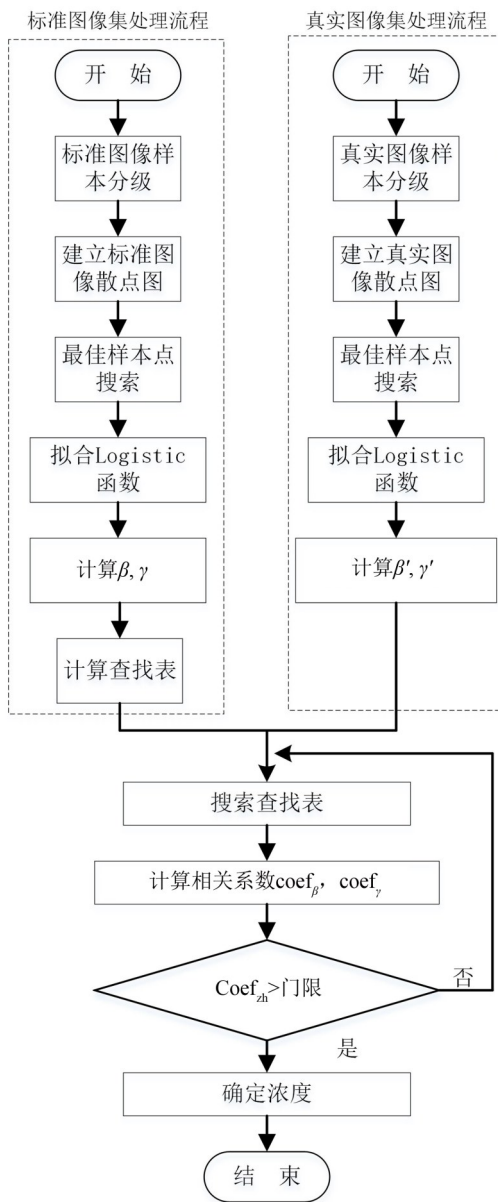 标准图像集处理流程
开 始
标准图像样
本分级
建立标准图
像散点图
最佳样本点
搜索
拟合Logistic
函数
计算β, γ
计算查找表
真实图像集处理流程
开 始
真实图像样
本分级
建立真实图
像散点图
最佳样本点
搜索
拟合Logistic
函数
计算β′, γ′
搜索查找表
计算相关系数coefᵦ，coefᵧ
Coef_zh>门限
否
是
确定浓度
结 束